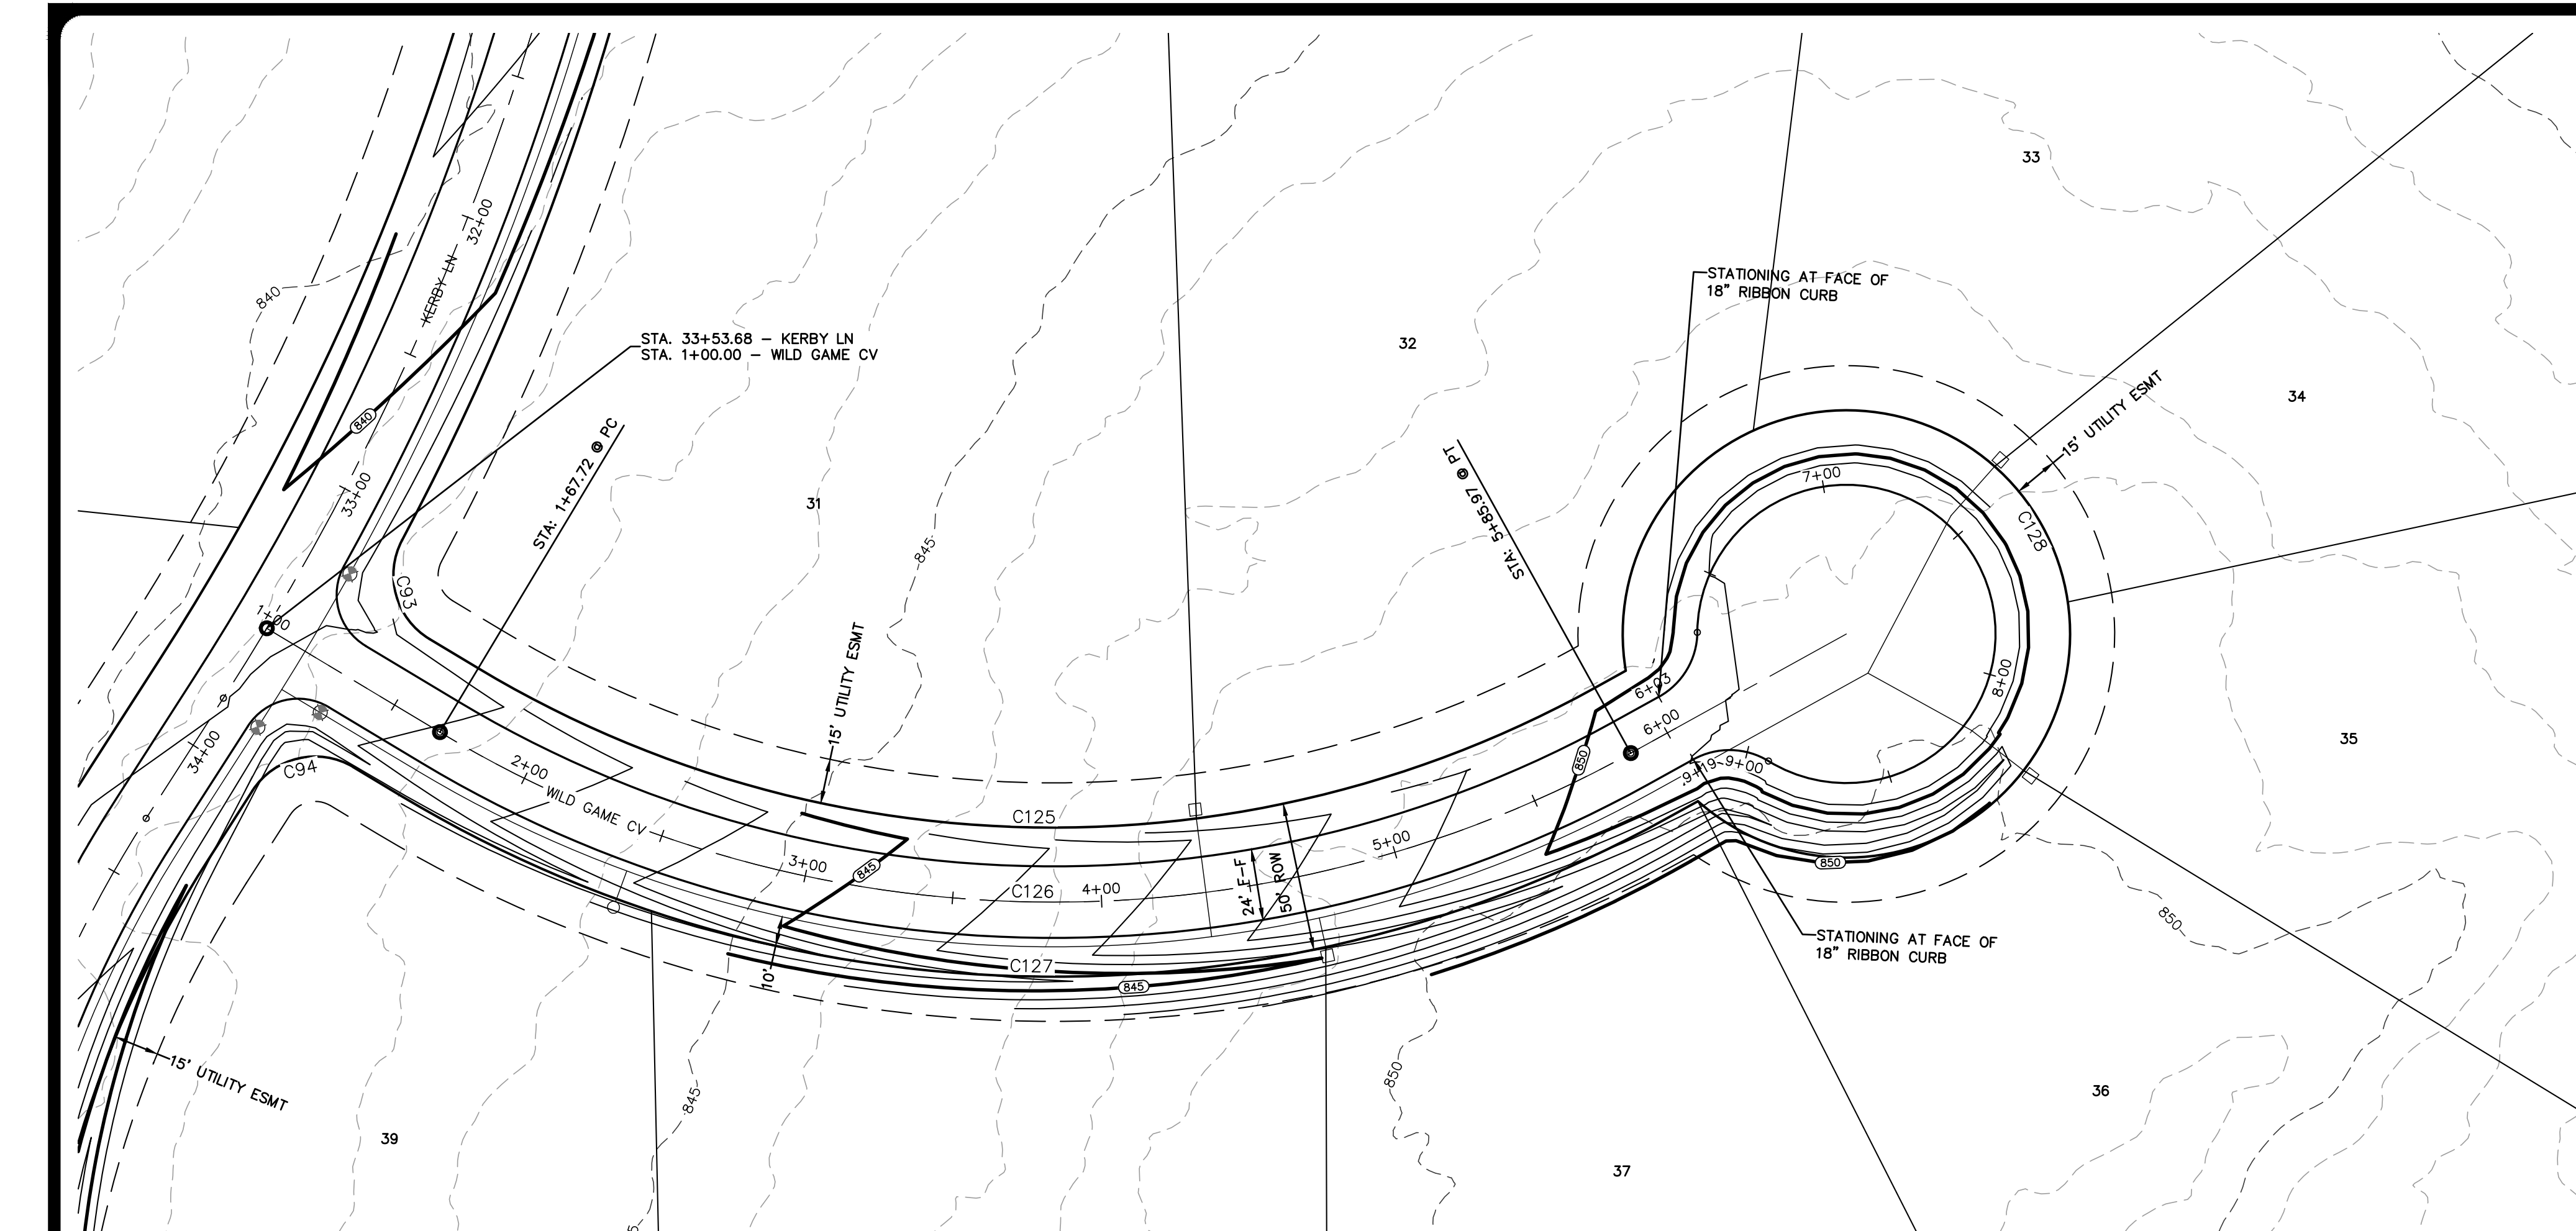 33
32+00
STATIONING AT FACE OF
18" RIBBON CURB
KERBY LN
840
STA. 33+53.68 – KERBY LN
STA. 1+00.00 – WILD GAME CV
32
34
15' UTILITY ESMT
840
STA: 1+67.72 @ PC
STA: 5+85.97 @ PT
7+00
33+00
31
C128
845
C93
1+00
15' UTILITY ESMT
8+00
6+03
6+00
34+00
C94
2+00
850
9+19
9+00
35
WILD GAME CV
C125
5+00
3+00
845
C126
4+00
24' F-F
50' ROW
850
850
STATIONING AT FACE OF
18" RIBBON CURB
C127
10'
845
15' UTILITY ESMT
845
850
36
39
37